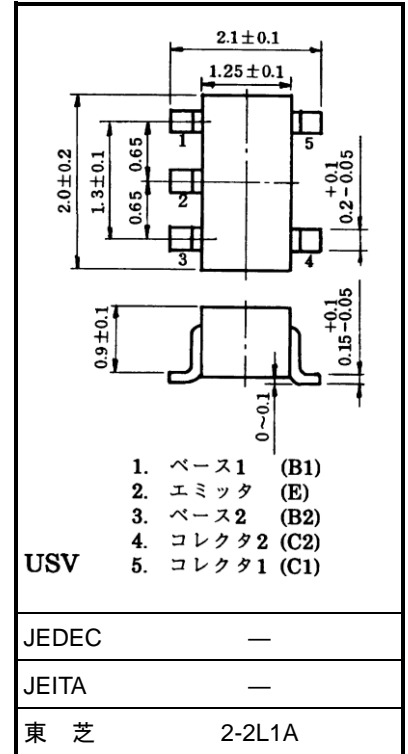 2.1±0.1
1.25±0.1
2.0±0.2
1.3±0.1
0.65
0.65
1
2
3
5
4
+0.1
0.2-0.05
0.9±0.1
+0.1
0.15-0.05
0~0.1
1. ベース1 (B1)
2. エミッタ (E)
3. ベース2 (B2)
4. コレクタ2 (C2)
USV 5. コレクタ1 (C1)
JEDEC ―
JEITA ―
東 芝 2-2L1A